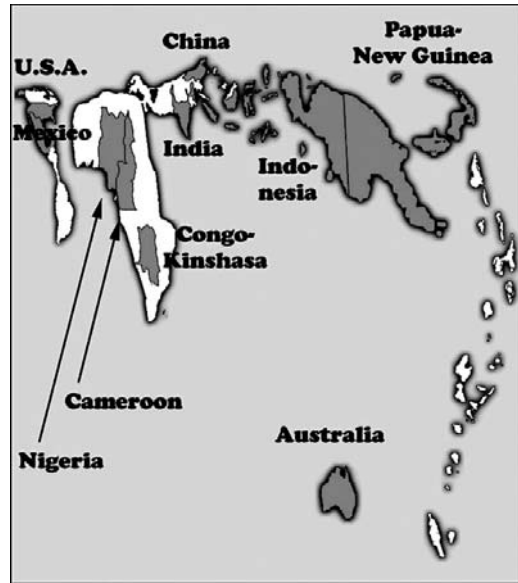 China
Papua-
New Guinea
U.S.A.
Mexico
India
Indo-
nesia
Congo-
Kinshasa
Cameroon
Nigeria
Australia